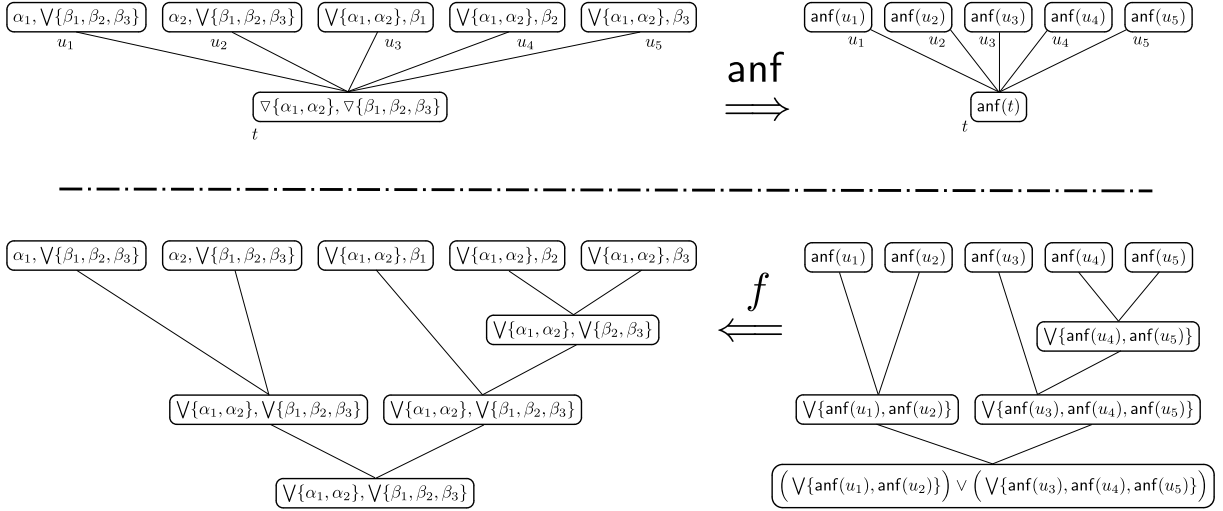 α₁, ⋁{β₁, β₂, β₃} α₂, ⋁{β₁, β₂, β₃} ⋁{α₁, α₂}, β₁ ⋁{α₁, α₂}, β₂ ⋁{α₁, α₂}, β₃
u₁ u₂ u₃ u₄ u₅
▽{α₁, α₂}, ▽{β₁, β₂, β₃}
t
anf
⟹
anf(u₁) anf(u₂) anf(u₃) anf(u₄) anf(u₅)
u₁ u₂ u₃ u₄ u₅
anf(t)
t
α₁, ⋁{β₁, β₂, β₃} α₂, ⋁{β₁, β₂, β₃} ⋁{α₁, α₂}, β₁ ⋁{α₁, α₂}, β₂ ⋁{α₁, α₂}, β₃
⋁{α₁, α₂}, ⋁{β₂, β₃}
⋁{α₁, α₂}, ⋁{β₁, β₂, β₃} ⋁{α₁, α₂}, ⋁{β₁, β₂, β₃}
⋁{α₁, α₂}, ⋁{β₁, β₂, β₃}
f
⟸
anf(u₁) anf(u₂) anf(u₃) anf(u₄) anf(u₅)
⋁{anf(u₄), anf(u₅)}
⋁{anf(u₁), anf(u₂)} ⋁{anf(u₃), anf(u₄), anf(u₅)}
(⋁{anf(u₁), anf(u₂)}) ∨ (⋁{anf(u₃), anf(u₄), anf(u₅)})